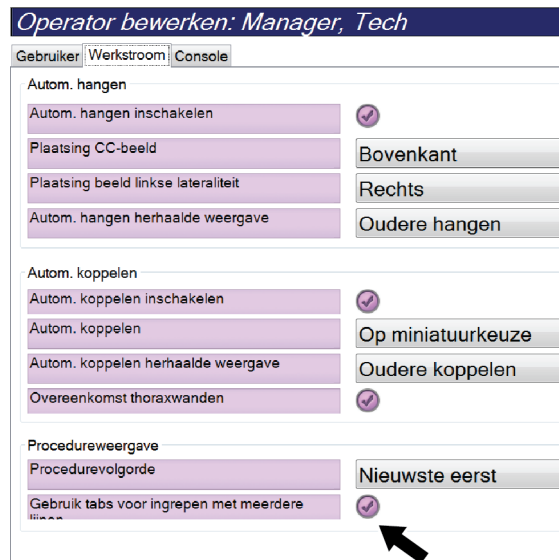 Operator bewerken: Manager, Tech
Gebruiker Werkstroom Console
Autom. hangen
Autom. hangen inschakelen
Plaatsing CC-beeld Bovenkant
Plaatsing beeld linkse lateraliteit Rechts
Autom. hangen herhaalde weergave Oudere hangen
Autom. koppelen
Autom. koppelen inschakelen
Autom. koppelen Op miniatuurkeuze
Autom. koppelen herhaalde weergave Oudere koppelen
Overeenkomst thoraxwanden
Procedureweergave
Procedurevolgorde Nieuwste eerst
Gebruik tabs voor ingrepen met meerdere